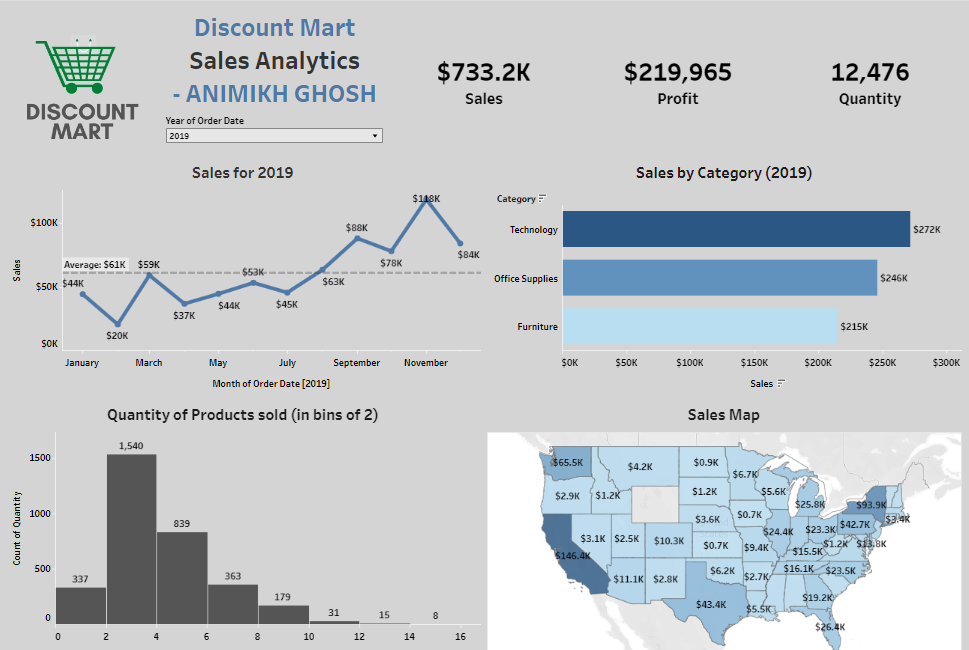 DISCOUNT
MART
Discount Mart
Sales Analytics
- ANIMIKH GHOSH
Year of Order Date
2019
$733.2K
Sales
$219,965
Profit
12,476
Quantity
Sales for 2019
Sales
$100K
$50K
$0K
Average: $61K
$44K
$20K
$59K
$37K
$44K
$53K
$45K
$63K
$88K
$78K
$118K
$84K
January
March
May
July
September
November
Month of Order Date [2019]
Sales by Category (2019)
Category
Technology
$272K
Office Supplies
$246K
Furniture
$215K
$0K
$50K
$100K
$150K
$200K
$250K
$300K
Sales
Quantity of Products sold (in bins of 2)
Count of Quantity
1500
1000
500
0
337
1,540
839
363
179
31
15
8
0
2
4
6
8
10
12
14
16
Sales Map
$65.5K
$4.2K
$0.9K
$6.7K
$2.9K
$1.2K
$1.2K
$5.6K
$25.8K
$93.9K
$3.4K
$3.6K
$0.7K
$24.4K
$23.3K
$42.7K
$146.4K
$3.1K
$2.5K
$10.3K
$0.7K
$9.4K
$15.5K
$1.2K
$13.8K
$11.1K
$2.8K
$6.2K
$2.7K
$16.1K
$23.5K
$43.4K
$5.5K
$19.2K
$26.4K